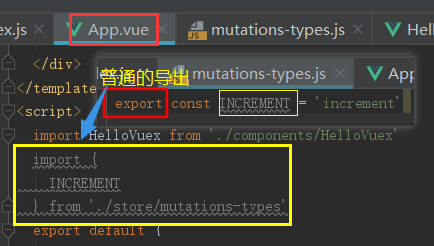 ex.js
App.vue
mutations-types.js
Hel
</div>
</template
普通的导出
mutations-types.js
App
<script>
export const INCREMENT = 'increment'
import HelloVuex from './components/HelloVuex'
import {
INCREMENT
} from './store/mutations-types'
export default {